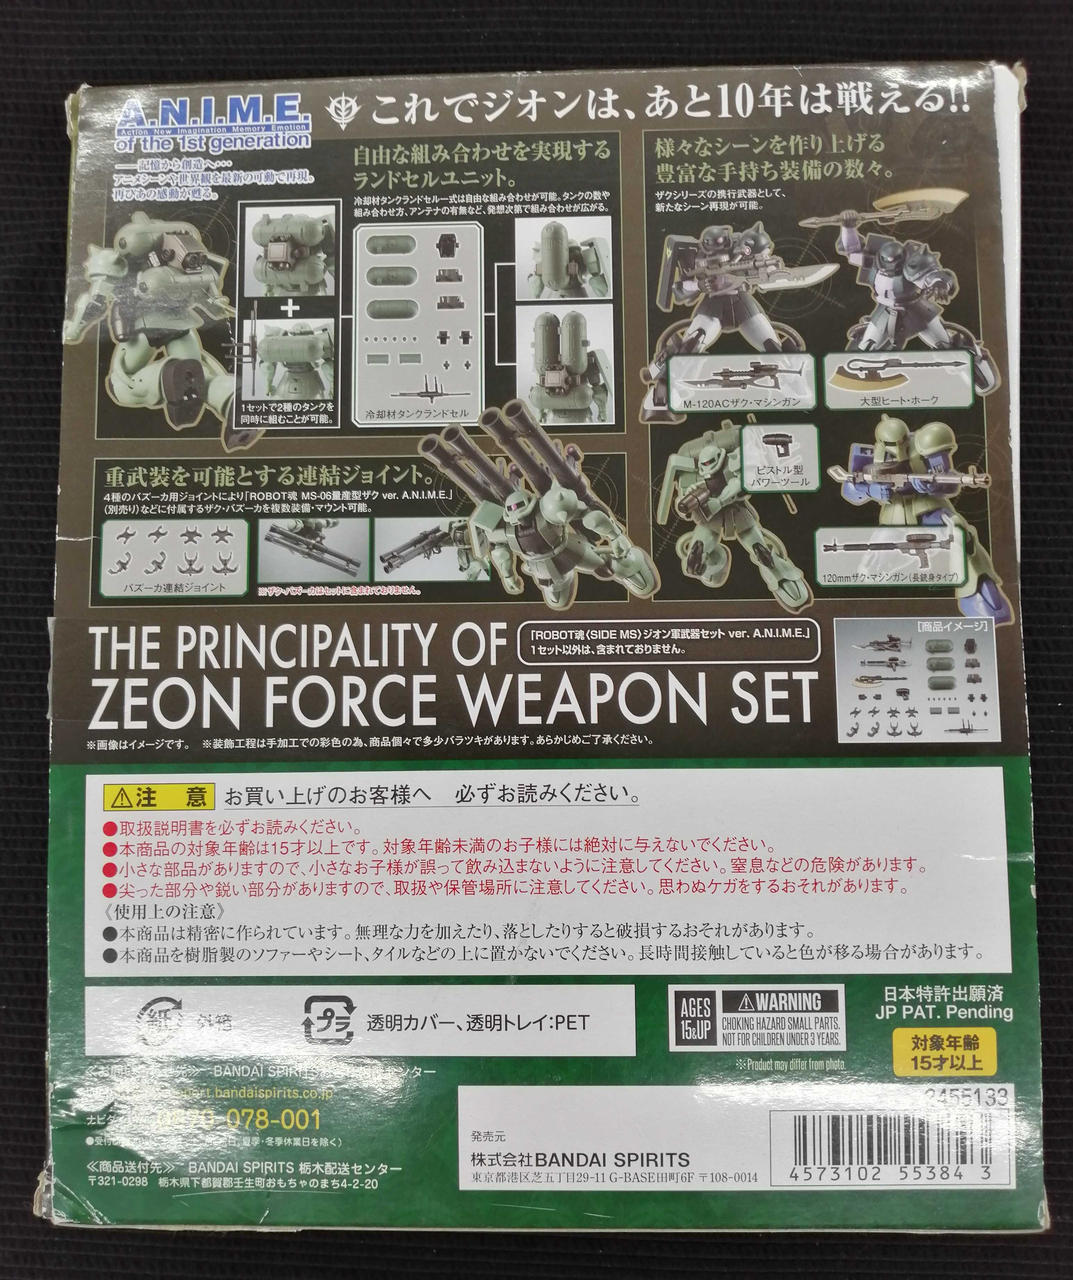 A.N.I.M.E.
Action New Imagination Memory Emotion
of the 1st generation
これでジオンは、あと10年は戦える!!
——記憶から創造へ…
アニメシーンや世界観を最新の可動で再現。
再びあの感動が甦る。
自由な組み合わせを実現する
ランドセルユニット。
冷却材タンクランドセル一式は自由な組み合わせが可能。タンクの数や
組み合わせ方、アンテナの有無など、発想次第で組み合わせが広がる。
+
1セットで2種のタンクを
同時に組むことが可能。
冷却材タンクランドセル
様々なシーンを作り上げる
豊富な手持ち装備の数々。
ザクシリーズの携行武器として、
新たなシーン再現が可能。
M-120ACザク・マシンガン
大型ヒート・ホーク
ピストル型
パワーツール
120mmザク・マシンガン(長銃身タイプ)
重武装を可能とする連結ジョイント。
4種のバズーカ用ジョイントにより「ROBOT魂 MS-06量産型ザク ver. A.N.I.M.E.」
(別売り)などに付属するザク・バズーカを複数装備・マウント可能。
バズーカ連結ジョイント
※ザク・バズーカはセットに含まれておりません。
THE PRINCIPALITY OF
ZEON FORCE WEAPON SET
「ROBOT魂〈SIDE MS〉ジオン軍武器セット ver. A.N.I.M.E.」
1セット以外は、含まれておりません。
[商品イメージ]
※画像はイメージです。 ※装飾工程は手加工での彩色の為、商品個々で多少バラツキがあります。あらかじめご了承ください。
⚠注 意 お買い上げのお客様へ 必ずお読みください。
●取扱説明書を必ずお読みください。
●本商品の対象年齢は15才以上です。対象年齢未満のお子様には絶対に与えないでください。
●小さな部品がありますので、小さなお子様が誤って飲み込まないように注意してください。窒息などの危険があります。
●尖った部分や鋭い部分がありますので、取扱や保管場所に注意してください。思わぬケガをするおそれがあります。
《使用上の注意》
●本商品は精密に作られています。無理な力を加えたり、落としたりすると破損するおそれがあります。
●本商品を樹脂製のソファーやシート、タイルなどの上に置かないでください。長時間接触していると色が移る場合があります。
紙 外箱
プラ 透明カバー、透明トレイ:PET
AGES
15&UP
⚠WARNING
CHOKING HAZARD SMALL PARTS.
NOT FOR CHILDREN UNDER 3 YEARS.
※Product may differ from photo.
日本特許出願済
JP PAT. Pending
対象年齢
15才以上
BANDAI SPIRITS
bandaispirits.co.jp
-078-001
夏季・冬季休業日を除く)
≪商品送付先≫ BANDAI SPIRITS 栃木配送センター
〒321-0298 栃木県下都賀郡壬生町おもちゃのまち4-2-20
発売元
株式会社BANDAI SPIRITS
東京都港区芝五丁目29-11 G-BASE田町6F 〒108-0014
2455133
4573102 55384 3